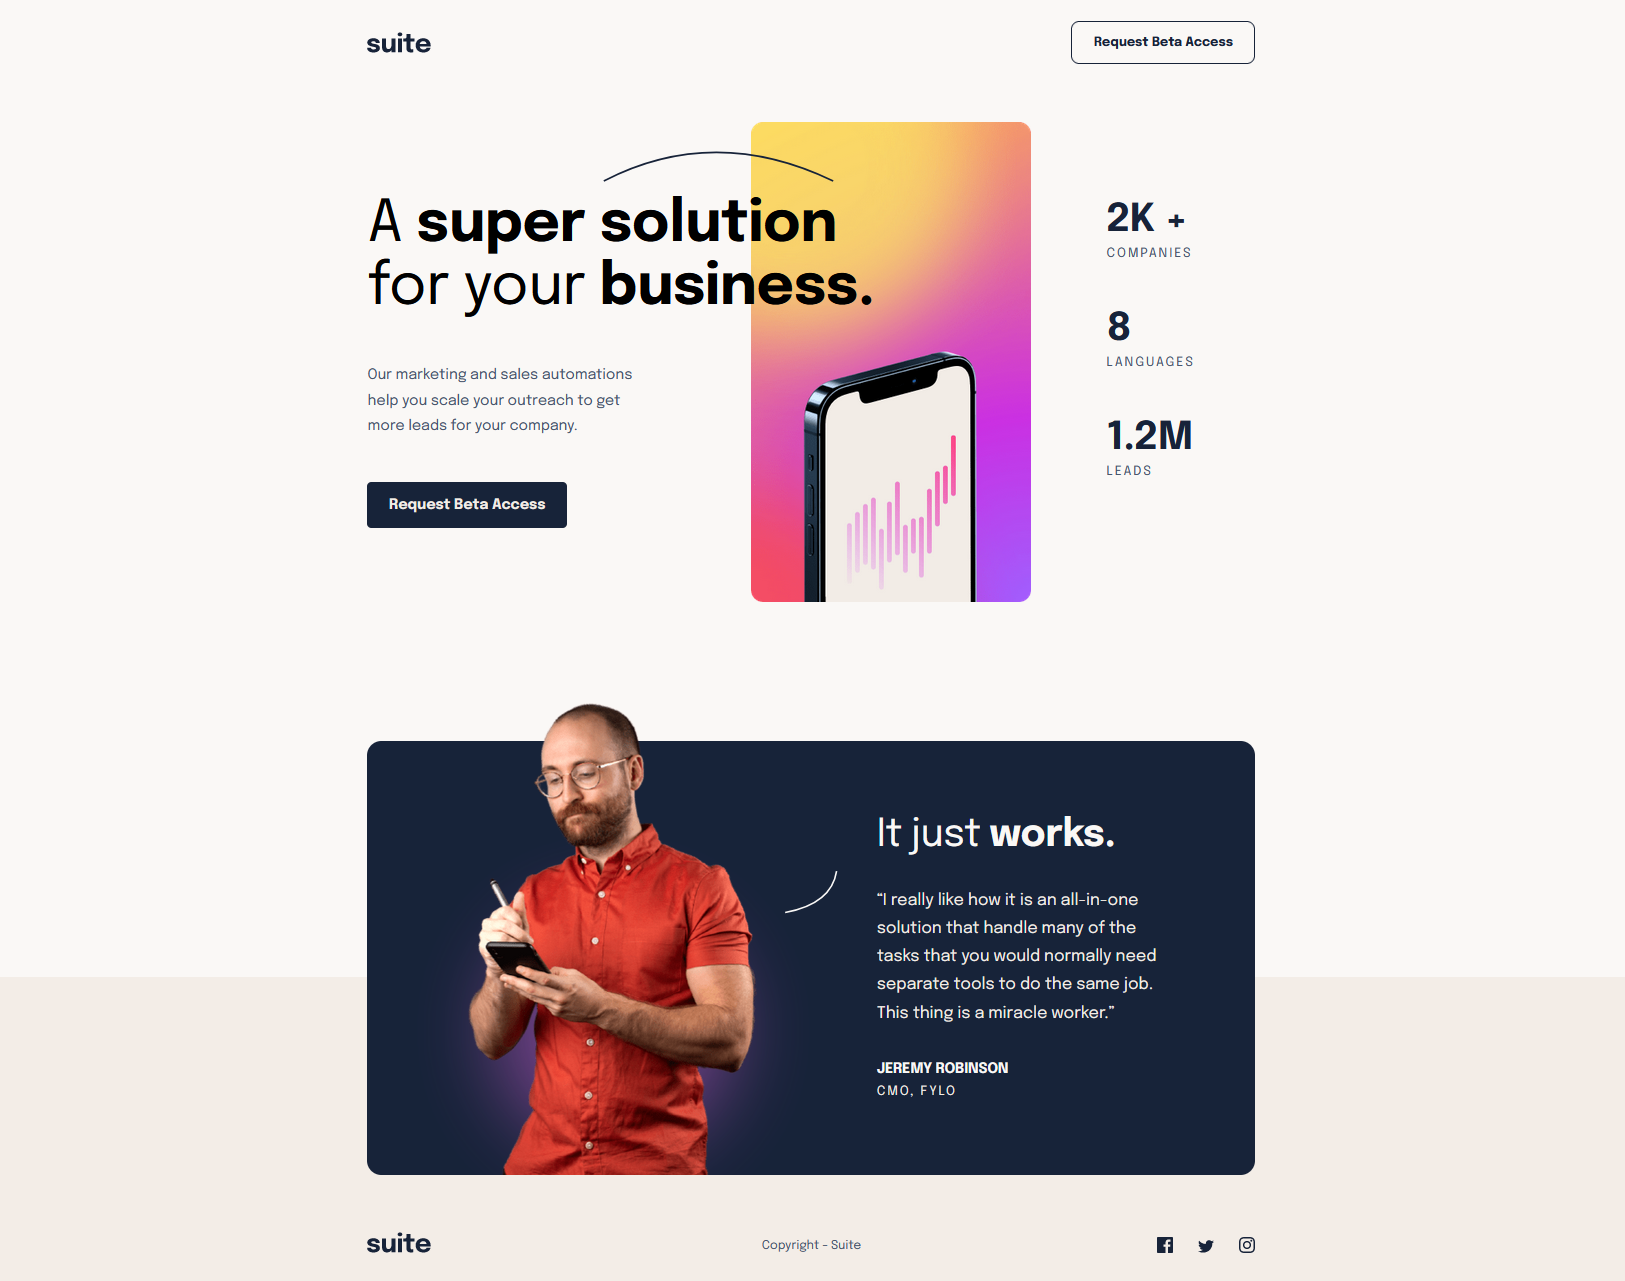 suite
Request Beta Access
A super solution
for your business.
Our marketing and sales automations
help you scale your outreach to get
more leads for your company.
Request Beta Access
2K +
COMPANIES
8
LANGUAGES
1.2M
LEADS
It just works.
“I really like how it is an all-in-one
solution that handle many of the
tasks that you would normally need
separate tools to do the same job.
This thing is a miracle worker.”
JEREMY ROBINSON
CMO, FYLO
suite
Copyright - Suite